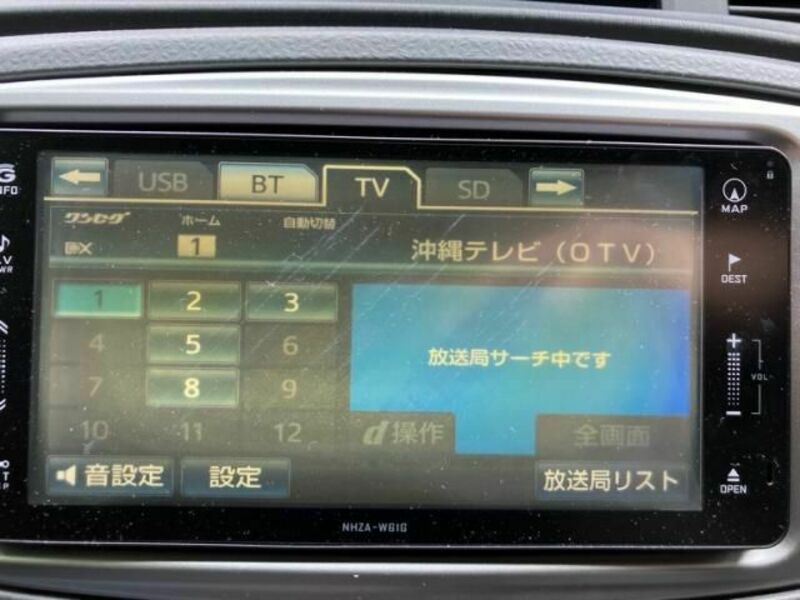 USB BT TV SD
MAP
ワンセグ ホーム 自動切替
DX 1 沖縄テレビ（OTV）
DEST
1 2 3
4 5 6
放送局サーチ中です
VOL
7 8 9
10 11 12 d操作 全画面
音設定 設定 放送局リスト
OPEN
NHZA-W61G